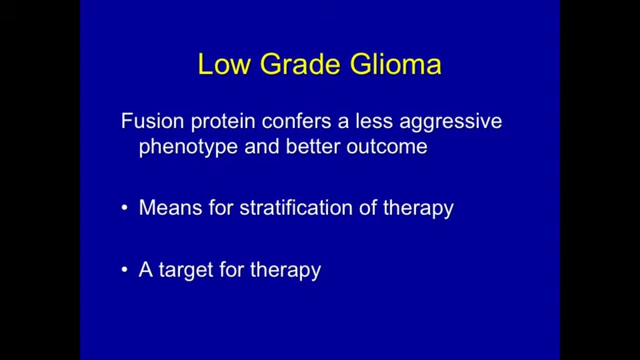 Low Grade Glioma
Fusion protein confers a less aggressive
phenotype and better outcome
• Means for stratification of therapy
• A target for therapy